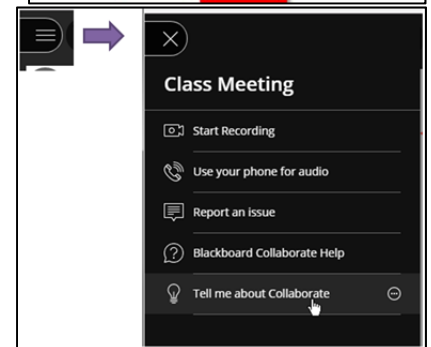 Class Meeting
Start Recording
Use your phone for audio
Report an issue
Blackboard Collaborate Help
Tell me about Collaborate